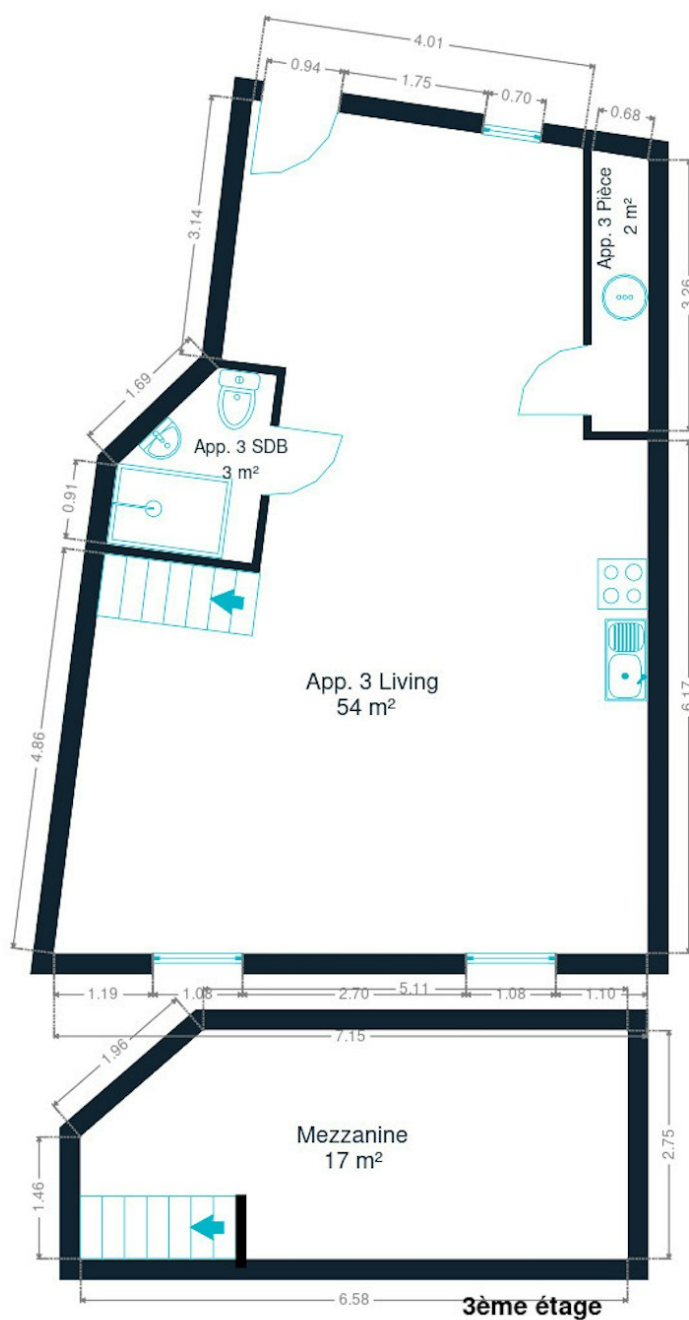 4.01
0.94
1.75
0.70
0.68
3.14
App. 3 Pièce
2 m²
3.26
1.69
App. 3 SDB
3 m²
0.91
App. 3 Living
54 m²
4.86
6.17
1.19
1.08
2.70
5.11
1.08
1.10
7.15
1.96
Mezzanine
17 m²
2.75
1.46
6.58
3ème étage